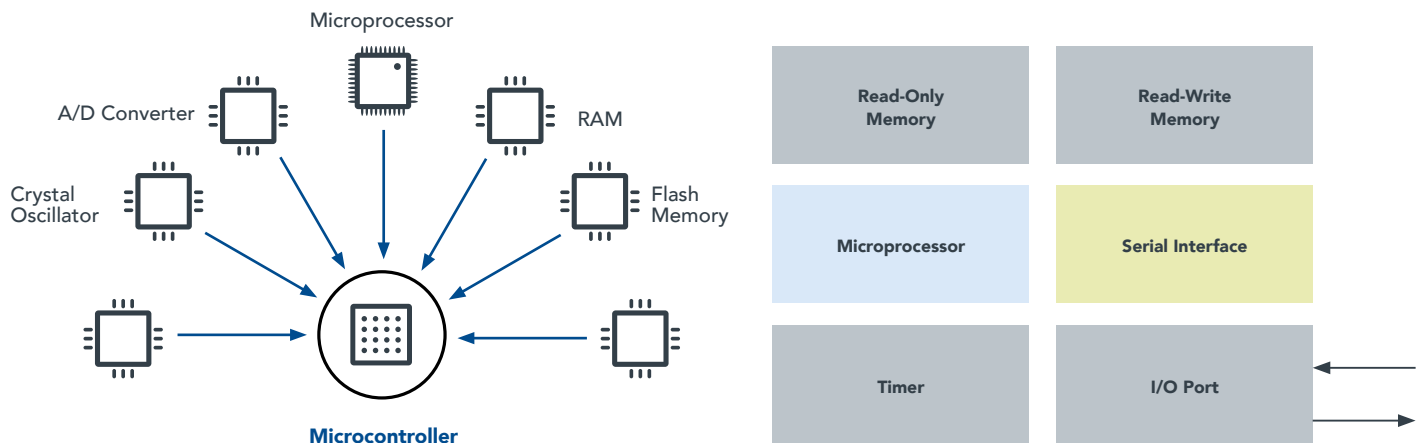 Microprocessor
A/D Converter
RAM
Crystal
Oscillator
Flash
Memory
Microcontroller
Read-Only
Memory
Read-Write
Memory
Microprocessor
Serial Interface
Timer
I/O Port